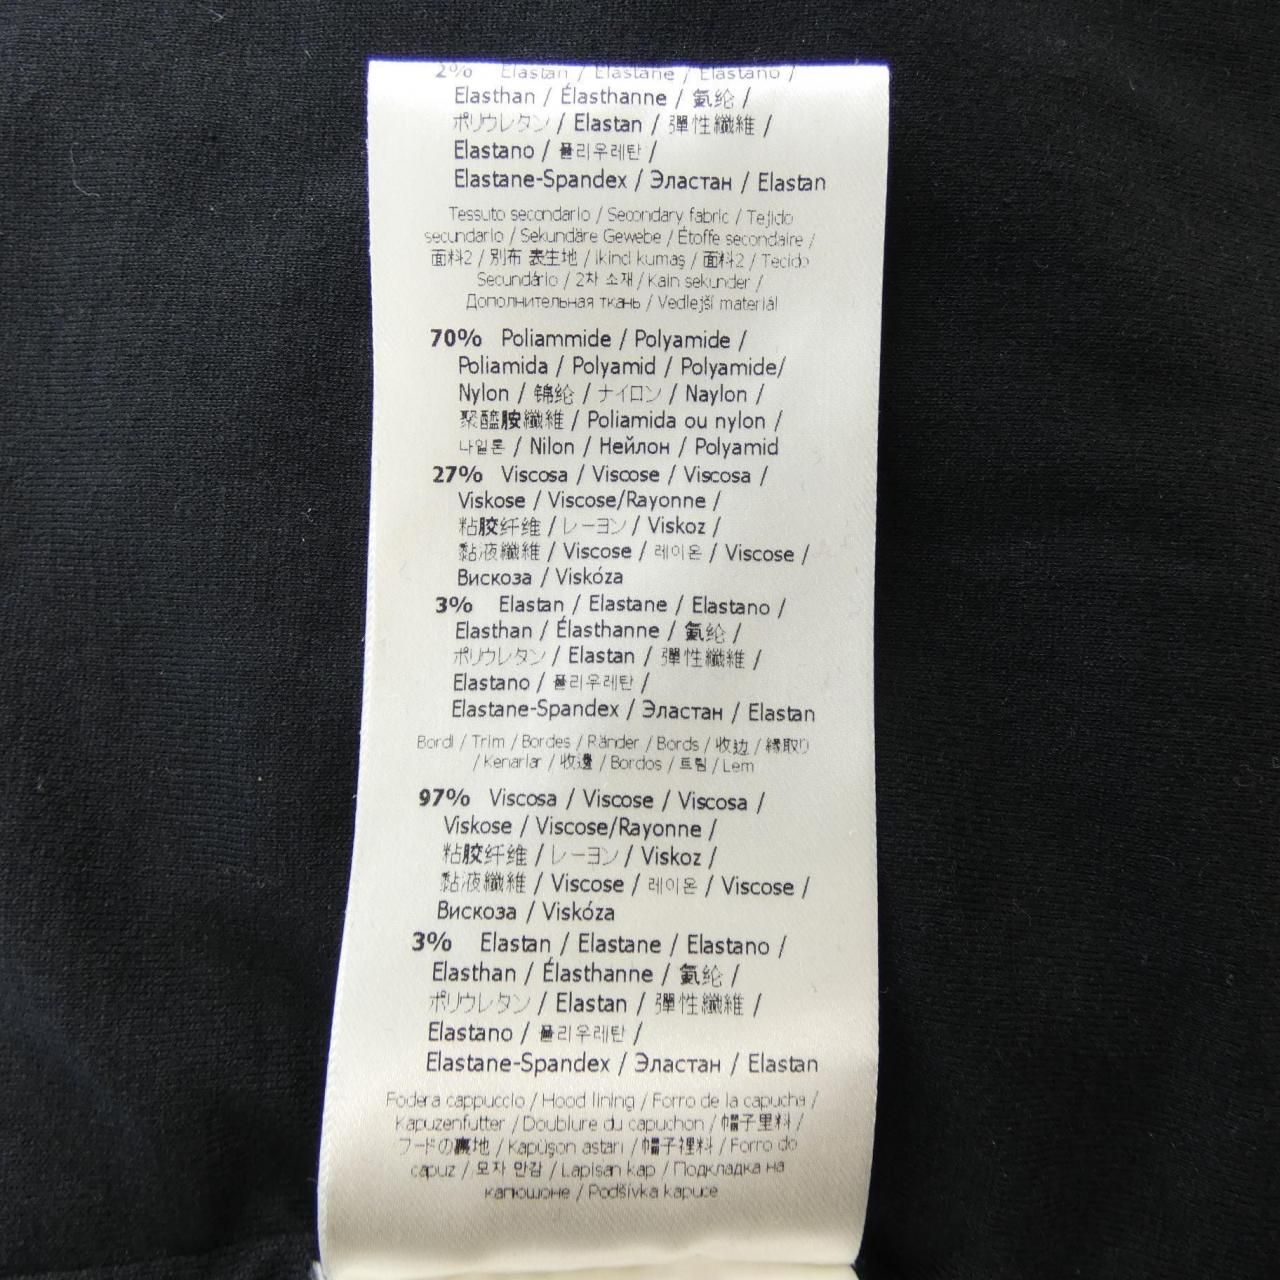 2% Elastan / Elastane / Elastano /
Elasthan / Élasthanne / 氨纶 /
ポリウレタン / Elastan / 彈性纖維 /
Elastano / 폴리우레탄 /
Elastane-Spandex / Эластан / Elastan
Tessuto secondario / Secondary fabric / Tejido
secundario / Sekundäre Gewebe / Étoffe secondaire /
面料2 / 別布 表生地 / ikinci kumaş / 面料2 / Tecido
Secundário / 2차 소재 / Kain sekunder /
Дополнительная ткань / Vedlejší materiál
70% Poliammide / Polyamide /
Poliamida / Polyamid / Polyamide/
Nylon / 锦纶 / ナイロン / Naylon /
聚醯胺纖維 / Poliamida ou nylon /
나일론 / Nilon / Нейлон / Polyamid
27% Viscosa / Viscose / Viscosa /
Viskose / Viscose/Rayonne /
粘胶纤维 / レーヨン / Viskoz /
黏液纖維 / Viscose / 레이온 / Viscose /
Вискоза / Viskóza
3% Elastan / Elastane / Elastano /
Elasthan / Élasthanne / 氨纶 /
ポリウレタン / Elastan / 彈性纖維 /
Elastano / 폴리우레탄 /
Elastane-Spandex / Эластан / Elastan
Bordi / Trim / Bordes / Ränder / Bords / 收边 / 縁取り
/ Kenarlar / 收邊 / Bordos / 트림 / Lem
97% Viscosa / Viscose / Viscosa /
Viskose / Viscose/Rayonne /
粘胶纤维 / レーヨン / Viskoz /
黏液纖維 / Viscose / 레이온 / Viscose /
Вискоза / Viskóza
3% Elastan / Elastane / Elastano /
Elasthan / Élasthanne / 氨纶 /
ポリウレタン / Elastan / 彈性纖維 /
Elastano / 폴리우레탄 /
Elastane-Spandex / Эластан / Elastan
Fodera cappuccio / Hood lining / Forro de la capucha /
Kapuzenfutter / Doublure du capuchon / 帽子里料 /
フードの裏地 / Kapüşon astarı / 帽子裡料 / Forro do
capuz / 모자 안감 / Lapisan kap / Подкладка на
капюшоне / Podšívka kapuce